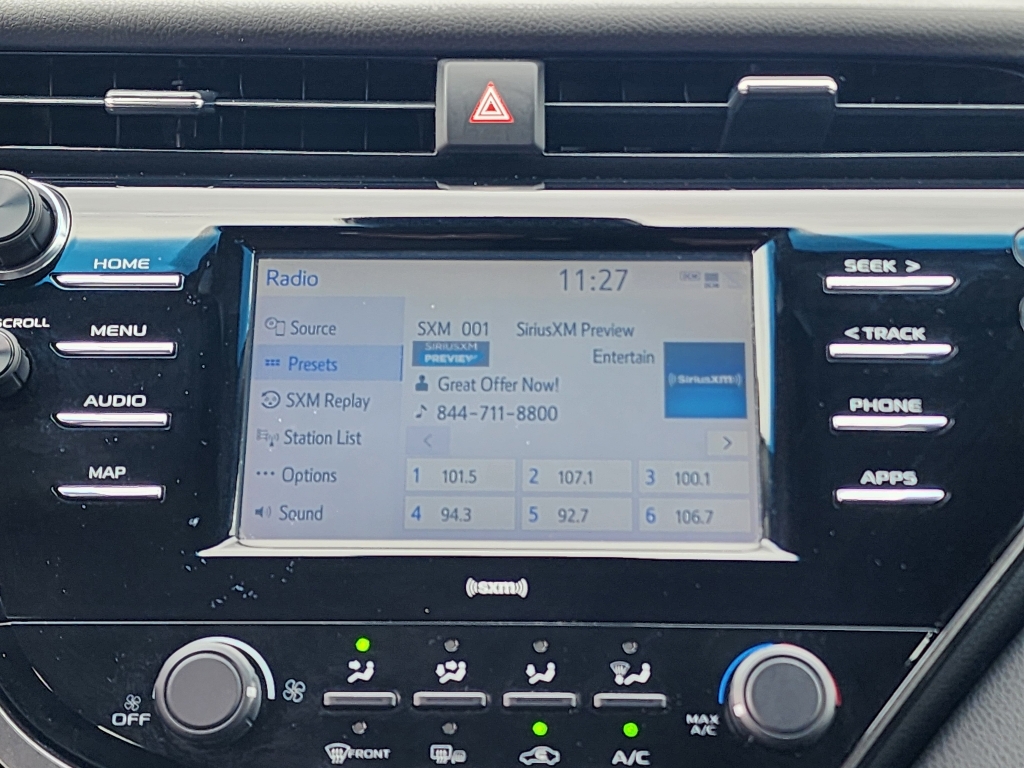 HOME
MENU
AUDIO
MAP
SCROLL
Radio
11:27
Source
Presets
SXM Replay
Station List
Options
Sound
SXM 001 SiriusXM Preview
SIRIUSXM
PREVIEW
Entertain
Great Offer Now!
844-711-8800
((SiriusXM))
< >
1 101.5 2 107.1 3 100.1
4 94.3 5 92.7 6 106.7
SEEK >
< TRACK
PHONE
APPS
((sxm))
OFF
FRONT
A/C
MAX
A/C